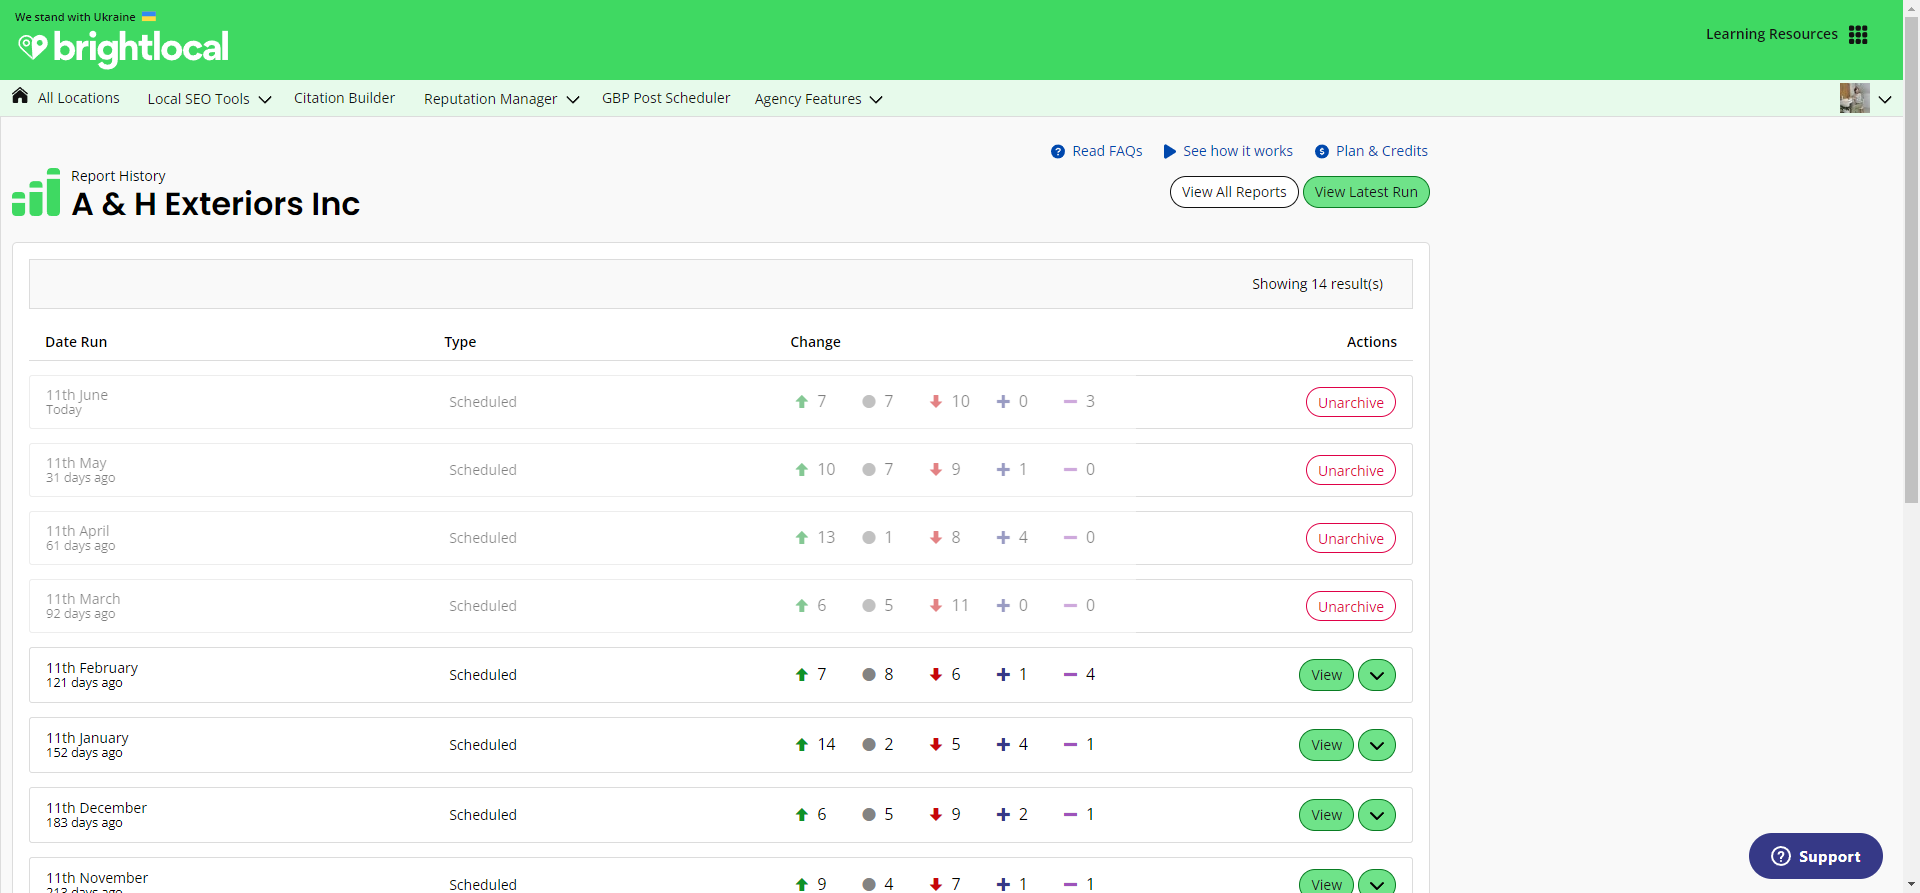 We stand with Ukraine
brightlocal
Learning Resources
All Locations Local SEO Tools Citation Builder Reputation Manager GBP Post Scheduler Agency Features
Read FAQs See how it works Plan & Credits
Report History
A & H Exteriors Inc
View All Reports View Latest Run
Showing 14 result(s)
Date Run Type Change Actions
11th June
Today
Scheduled 7 7 10 0 3 Unarchive
11th May
31 days ago
Scheduled 10 7 9 1 0 Unarchive
11th April
61 days ago
Scheduled 13 1 8 4 0 Unarchive
11th March
92 days ago
Scheduled 6 5 11 0 0 Unarchive
11th February
121 days ago
Scheduled 7 8 6 1 4 View
11th January
152 days ago
Scheduled 14 2 5 4 1 View
11th December
183 days ago
Scheduled 6 5 9 2 1 View
11th November
213 days ago
Scheduled 9 4 7 1 1 View
Support